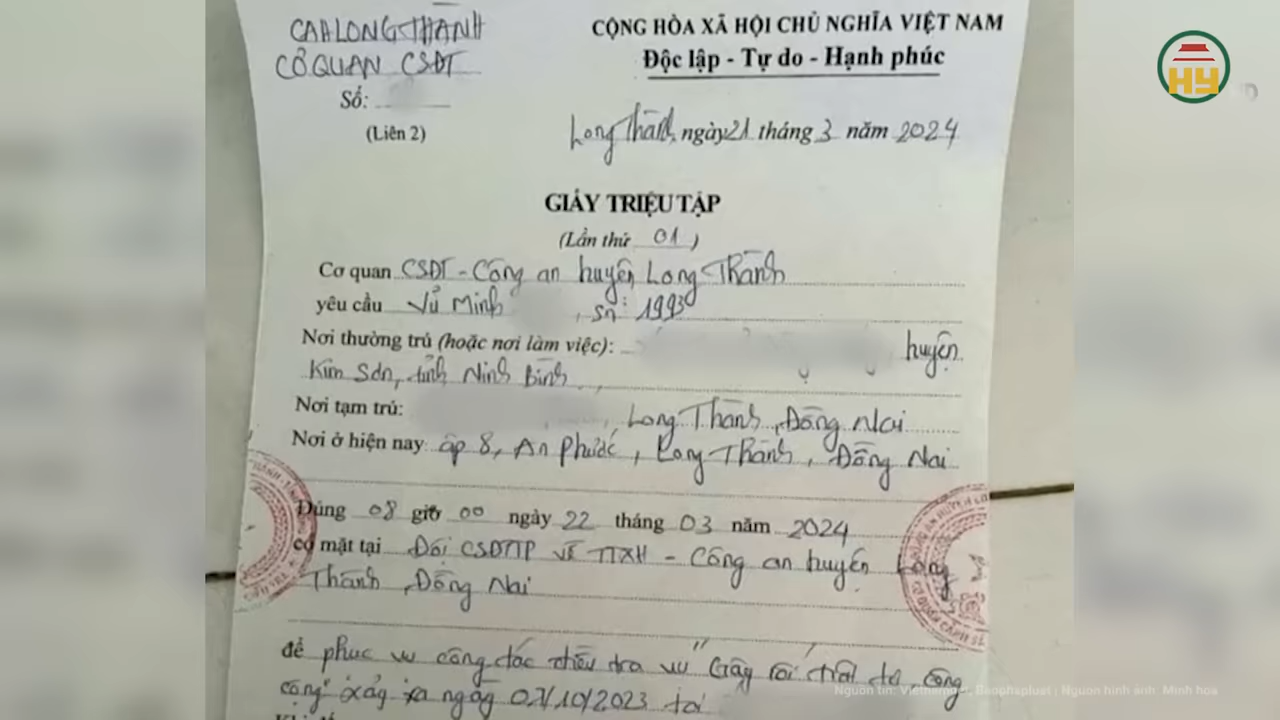 CAH LONG THÀNH
CƠ QUAN CSĐT
Số:
(Liên 2)
CỘNG HÒA XÃ HỘI CHỦ NGHĨA VIỆT NAM
Độc lập - Tự do - Hạnh phúc
Long Thành, ngày 21 tháng 3 năm 2024
HY
GIẤY TRIỆU TẬP
(Lần thứ 01)
Cơ quan CSĐT - Công an huyện Long Thành
yêu cầu Vũ Minh , sn: 1993
Nơi thường trú (hoặc nơi làm việc): huyện
Kim Sơn, tỉnh Ninh Bình
Nơi tạm trú: , Long Thành, Đồng Nai
Nơi ở hiện nay ấp 8, An Phước, Long Thành, Đồng Nai
Đúng 08 giờ 00 ngày 22 tháng 03 năm 2024
có mặt tại Đội CSĐTTP về TTXH - Công an huyện Long
Thành, Đồng Nai
để phục vụ công tác điều tra vụ "Gây rối trật tự công
cộng" xảy ra ngày 07/10/2023 tại
Nguồn tin: Vietnamnet, Baophapluat | Nguồn hình ảnh: Minh họa